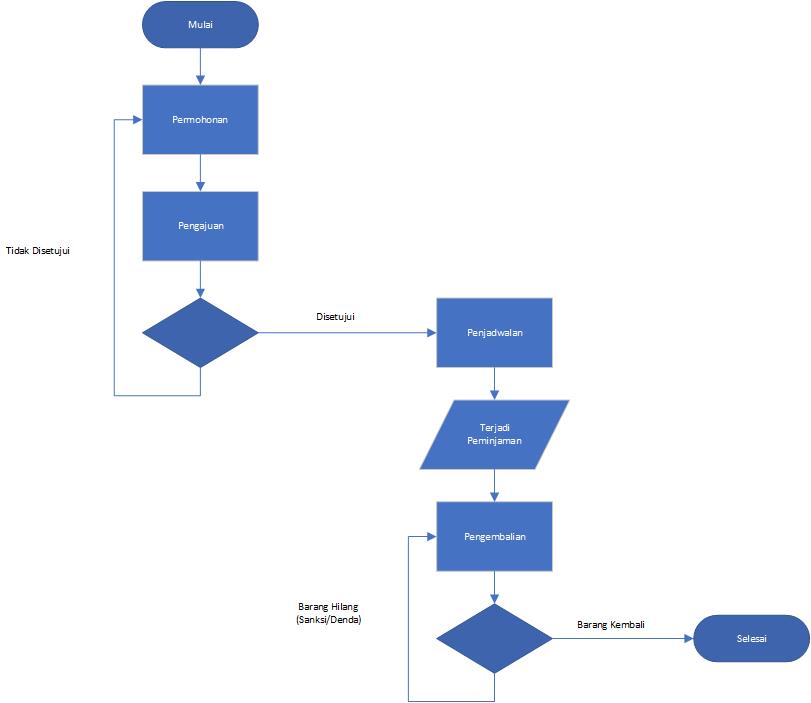 Mulai
Permohonan
Pengajuan
Tidak Disetujui
Disetujui
Penjadwalan
Terjadi
Peminjaman
Pengembalian
Barang Hilang
(Sanksi/Denda)
Barang Kembali
Selesai